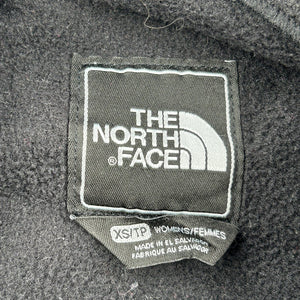 THE
NORTH
®FACE
XS/TP WOMENS/FEMMES
MADE IN EL SALVADOR
FABRIQUE AU SALVADOR